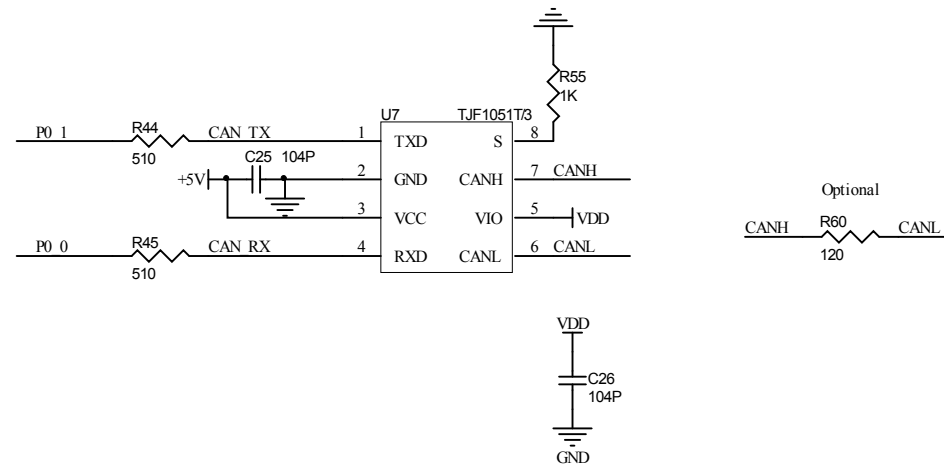 R55
1K
U7 TJF1051T/3
P0_1 R44 CAN_TX 1 TXD S 8
510
C25 104P
+5V 2 GND CANH 7 CANH
Optional
3 VCC VIO 5 VDD
CANH R60 CANL
120
P0_0 R45 CAN_RX 4 RXD CANL 6 CANL
510
VDD
C26
104P
GND